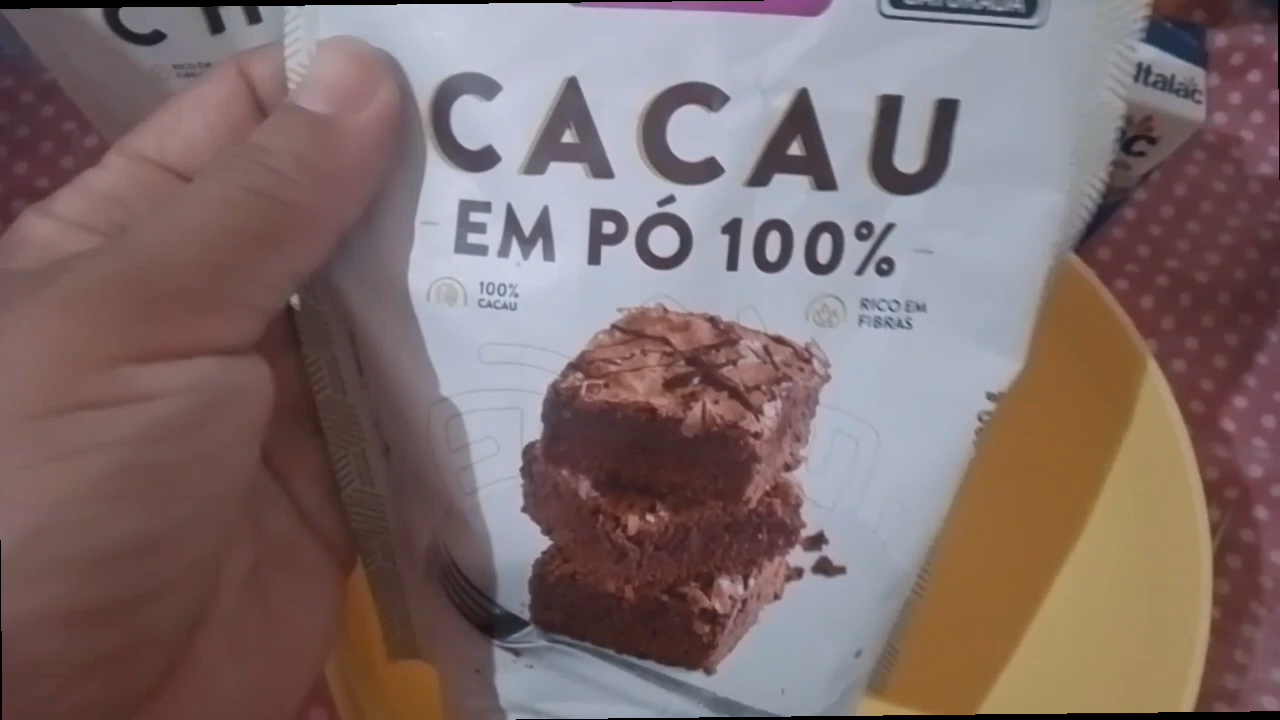 CACAU
EM PÓ 100%
100%
CACAU
RICO EM
FIBRAS
Italac